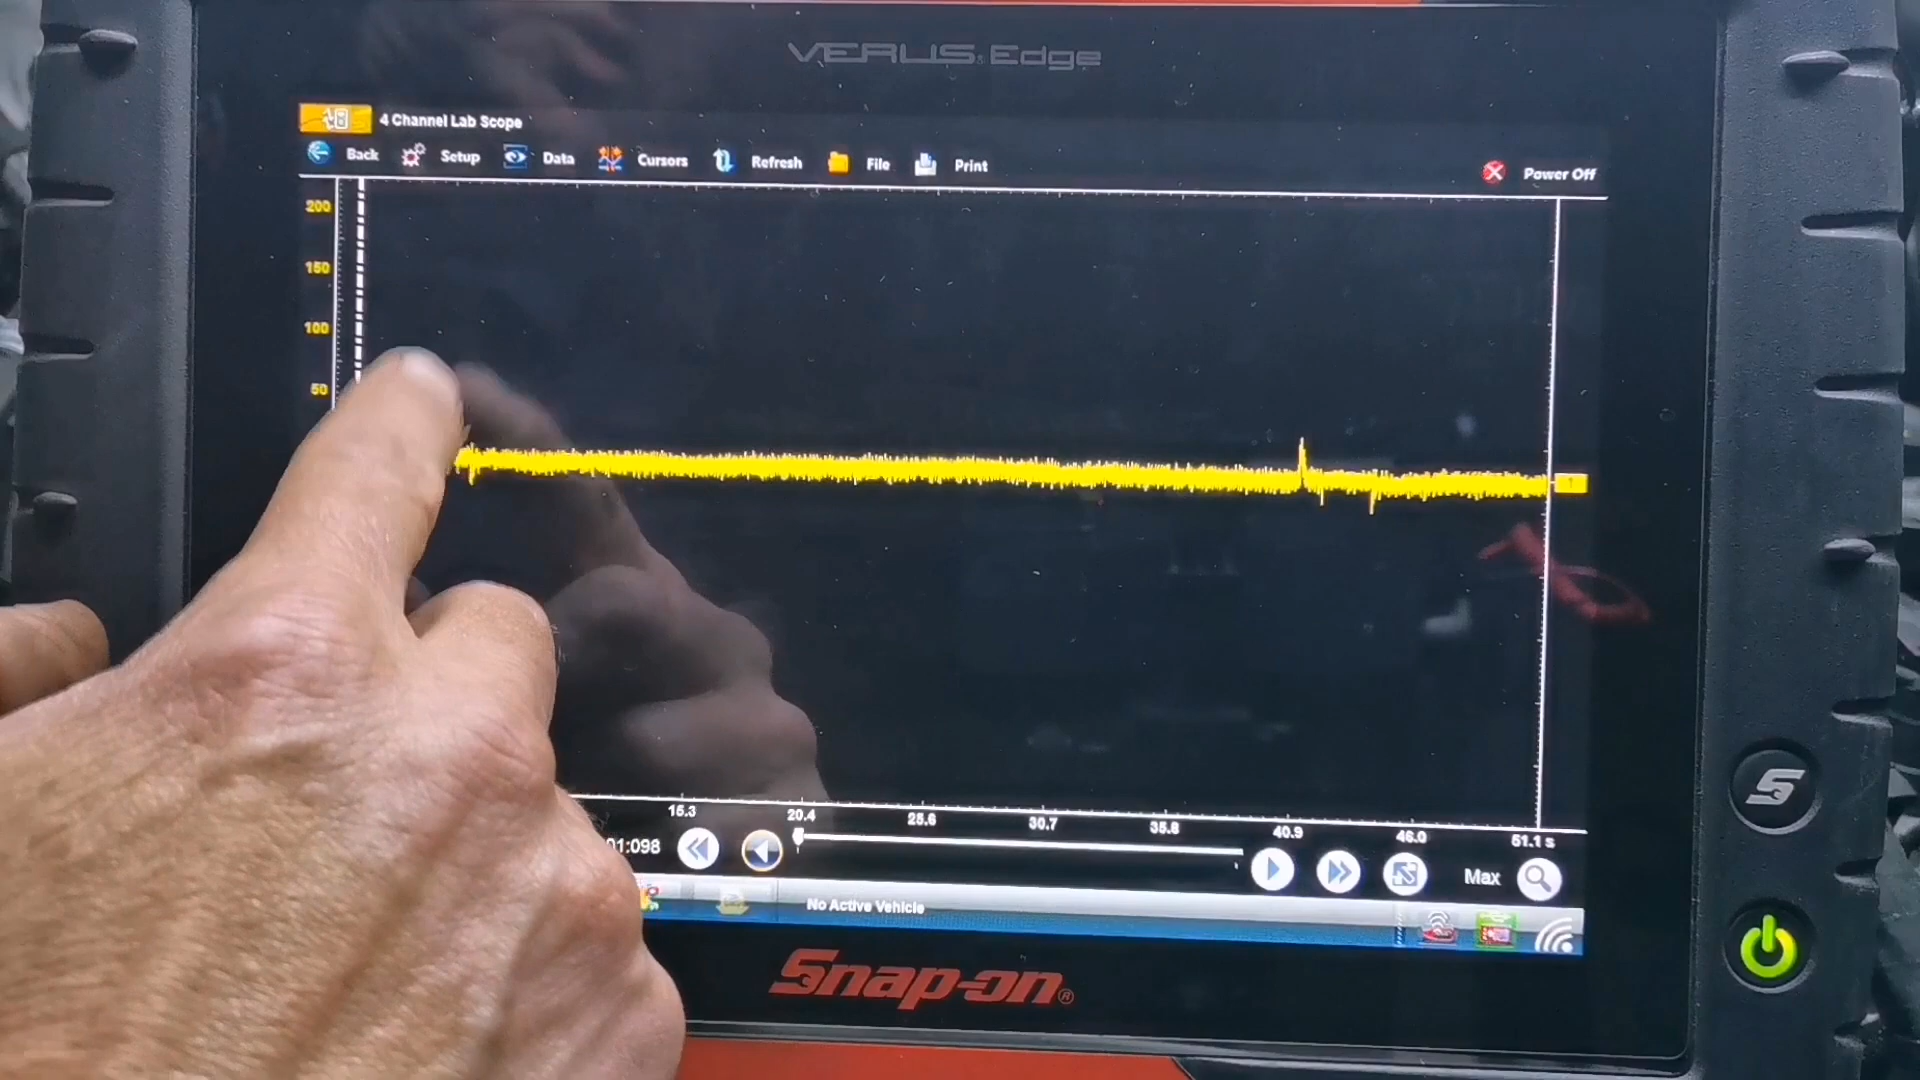 VERUS Edge
4 Channel Lab Scope
Back Setup Data Cursors Refresh File Print Power Off
200
150
100
50
1
15.3 20.4 25.6 30.7 35.8 40.9 46.0 51.1 s
01:098
Max
No Active Vehicle
Snap-on®